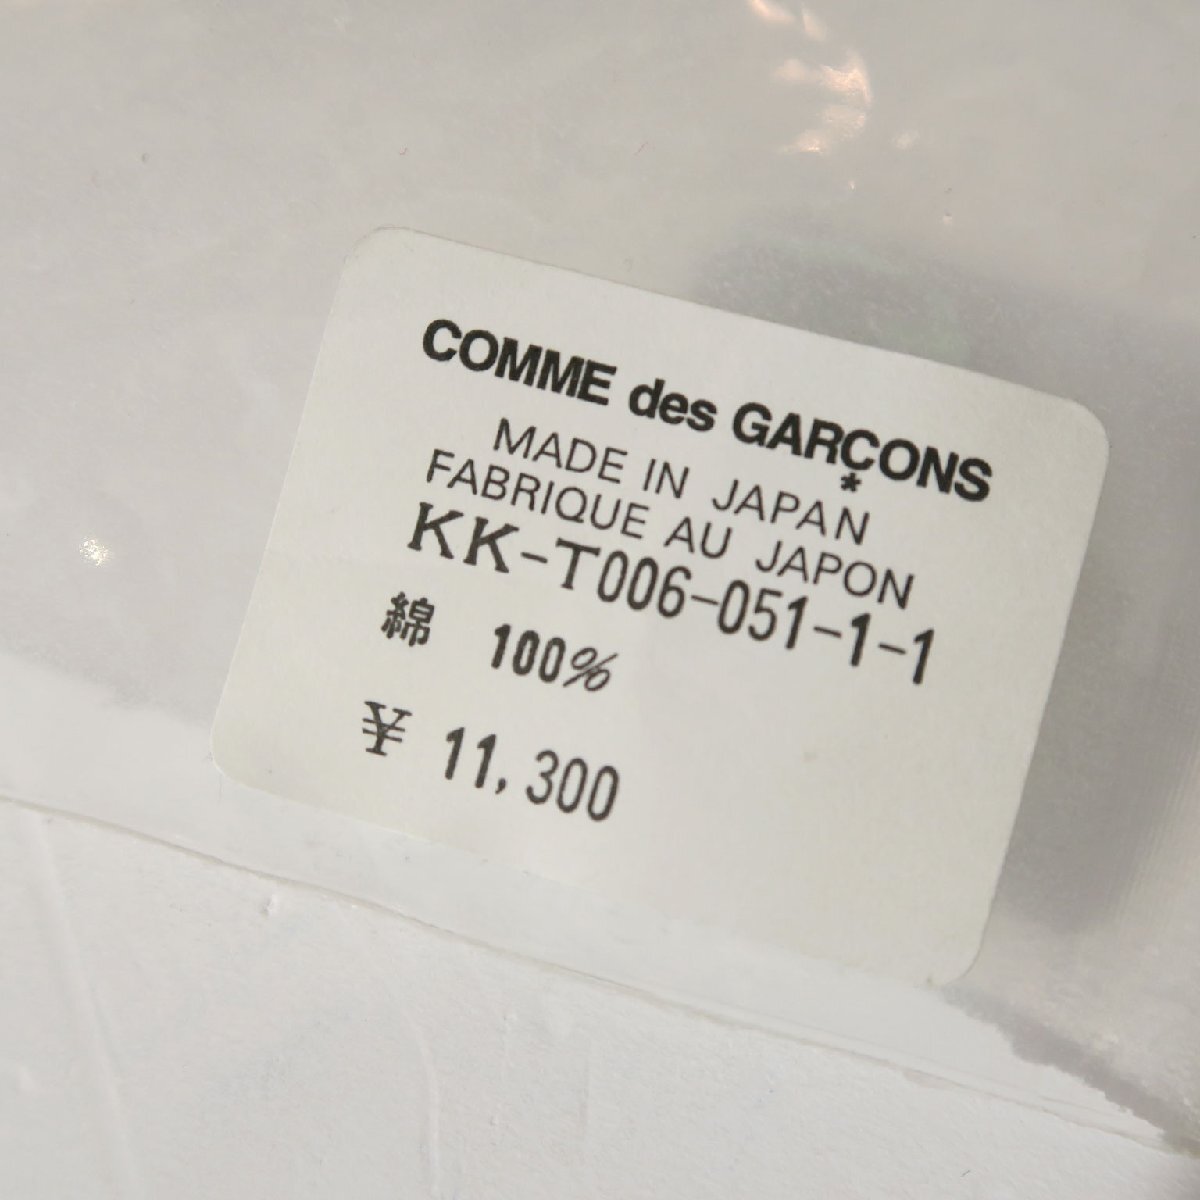 COMME des GARÇONS
MADE IN JAPAN
FABRIQUE AU JAPON
KK-T006-051-1-1
綿 100%
¥ 11,300